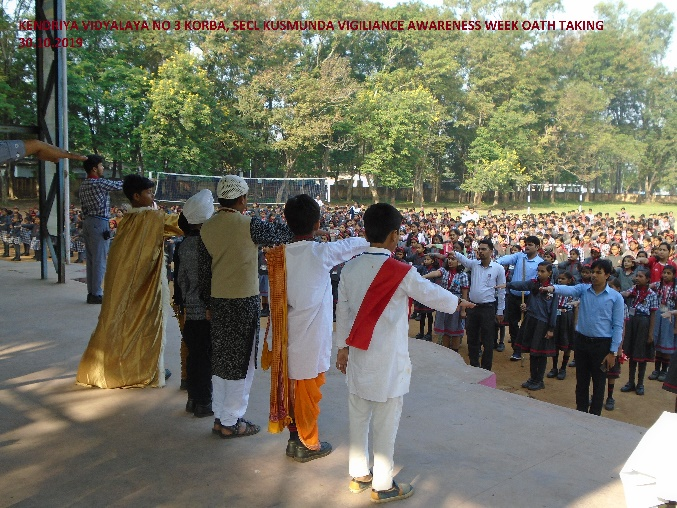 KENDRIYA VIDYALAYA NO 3 KORBA, SECL KUSMUNDA VIGILIANCE AWARENESS WEEK OATH TAKING
30.10.2019